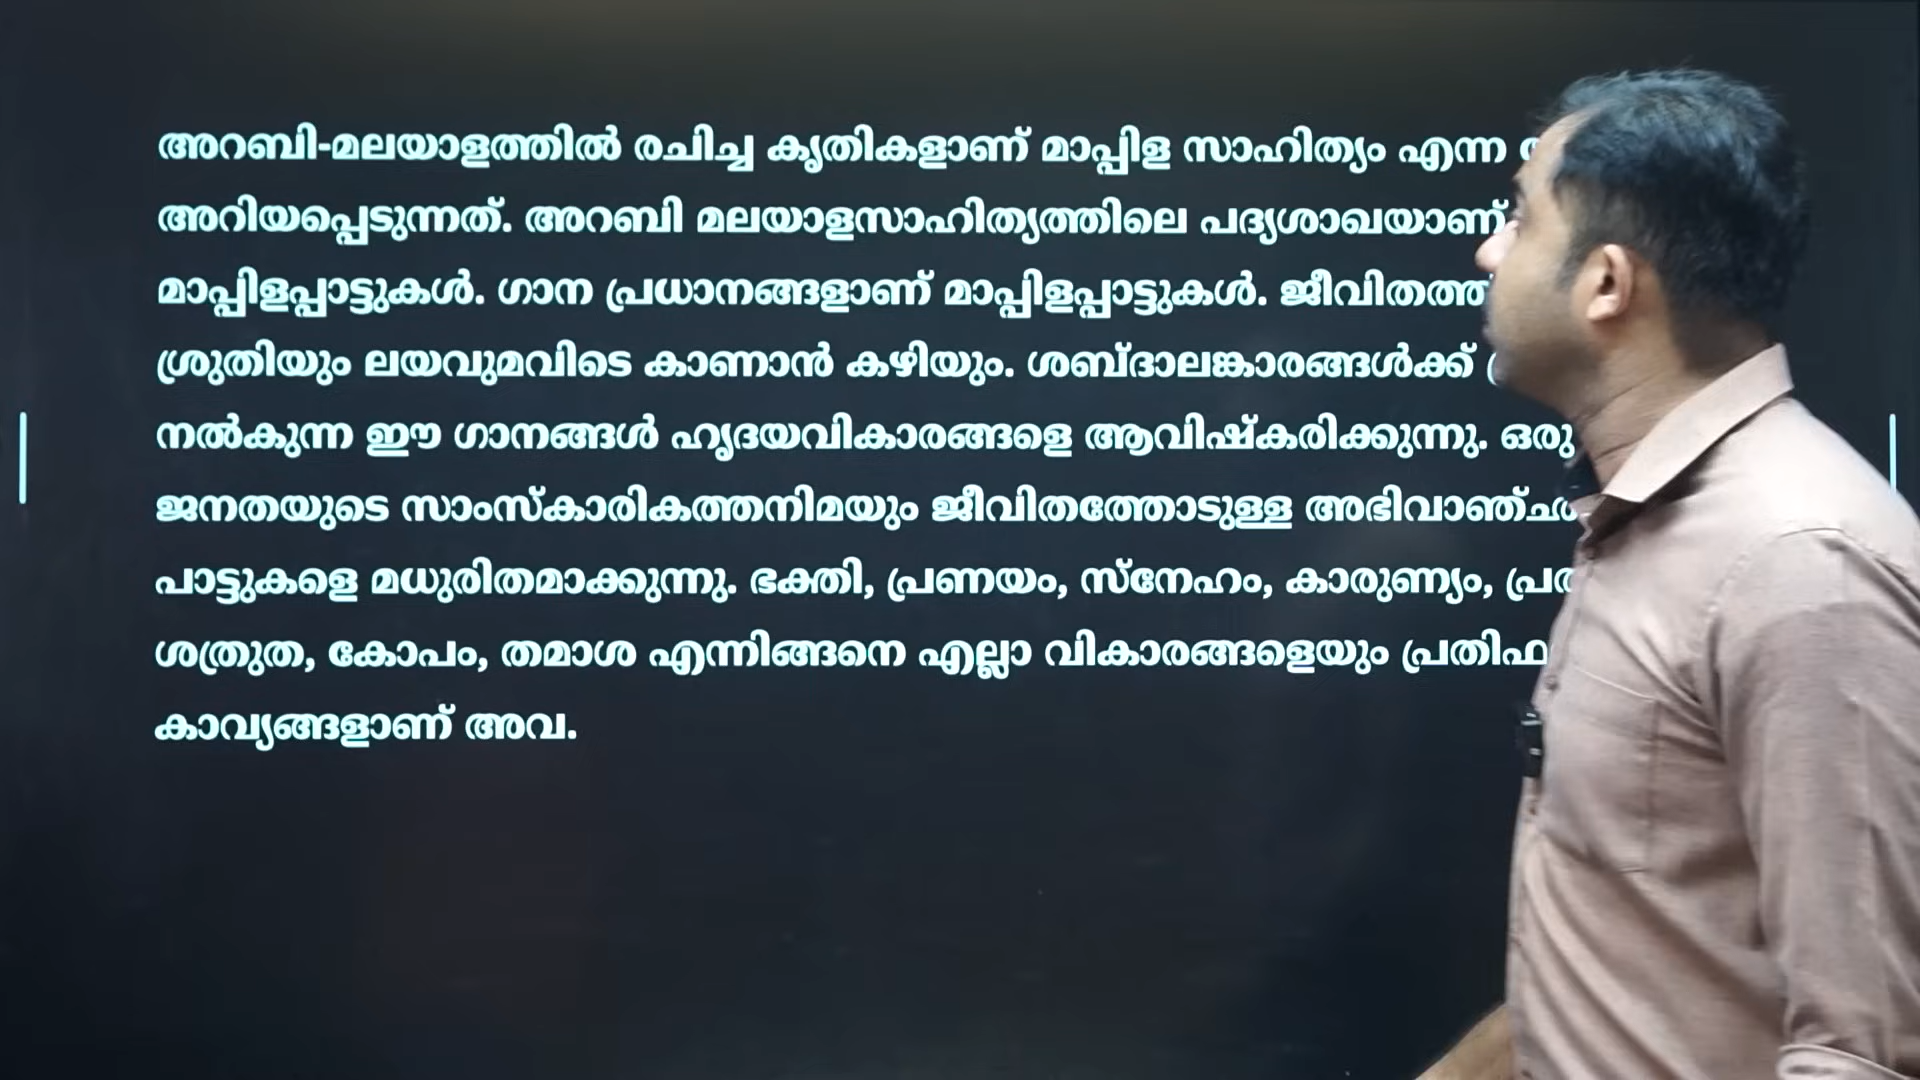 അറബി-മലയാളത്തിൽ രചിച്ച കൃതികളാണ് മാപ്പിള സാഹിത്യം എന്ന
അറിയപ്പെടുന്നത്. അറബി മലയാളസാഹിത്യത്തിലെ പദ്യശാഖയാണ്
മാപ്പിളപ്പാട്ടുകൾ. ഗാന പ്രധാനങ്ങളാണ് മാപ്പിളപ്പാട്ടുകൾ.
ശ്രുതിയും ലയവുമവിടെ കാണാൻ കഴിയും. ശബ്ദാലങ്കാരങ്ങൾക്ക്
നൽകുന്ന ഈ ഗാനങ്ങൾ ഹൃദയവികാരങ്ങളെ ആവിഷ്കരിക്കുന്നു. ഒരു
ജനതയുടെ സാംസ്കാരികത്തനിമയും ജീവിതത്തോടുള്ള
പാട്ടുകളെ മധുരിതമാക്കുന്നു. ഭക്തി, പ്രണയം, സ്നേഹം, കാരുണ്യം,
ശത്രുത, കോപം, തമാശ എന്നിങ്ങനെ എല്ലാ വികാരങ്ങളെയും
കാവ്യങ്ങളാണ് അവ.